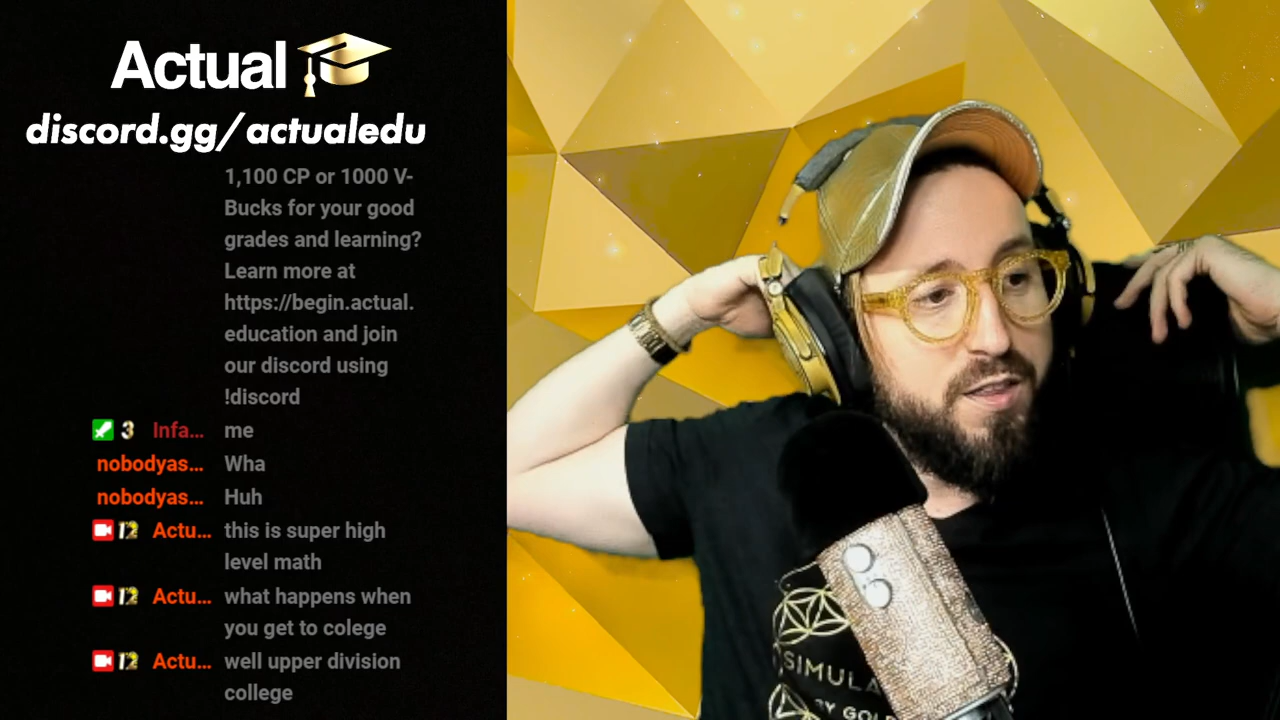 Actual
discord.gg/actualedu
1,100 CP or 1000 V-
Bucks for your good
grades and learning?
Learn more at
https://begin.actual.
education and join
our discord using
!discord
3 Infa... me
nobodyas... Wha
nobodyas... Huh
12 Actu... this is super high
level math
12 Actu... what happens when
you get to colege
12 Actu... well upper division
college
SIMULA
BY GOL